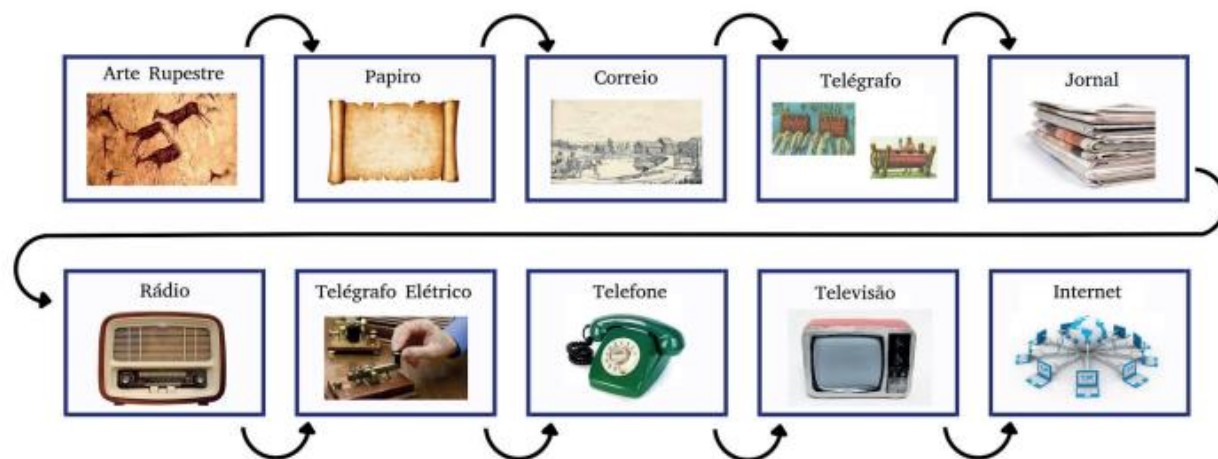 Arte Rupestre
Papiro
Correio
Telégrafo
Jornal
Rádio
Telégrafo Elétrico
Telefone
Televisão
Internet